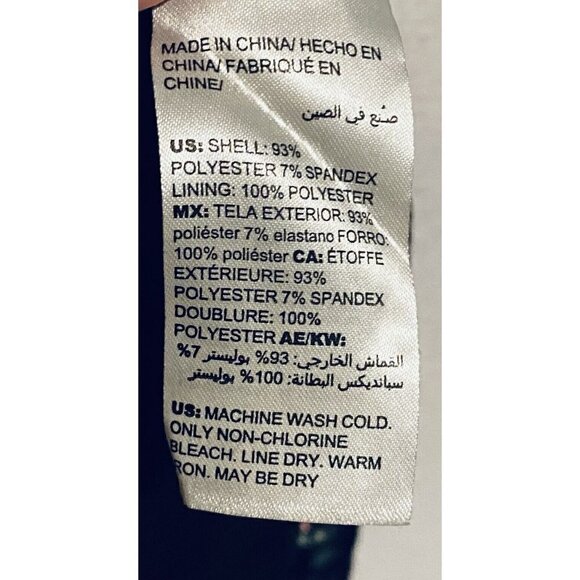 MADE IN CHINA/ HECHO EN
CHINA/ FABRIQUÉ EN
CHINE/
صنع في الصين
US: SHELL: 93%
POLYESTER 7% SPANDEX
LINING: 100% POLYESTER
MX: TELA EXTERIOR: 93%
poliéster 7% elastano FORRO:
100% poliéster CA: ÉTOFFE
EXTÉRIEURE: 93%
POLYESTER 7% SPANDEX
DOUBLURE: 100%
POLYESTER AE/KW:
القماش الخارجي: 93% بوليستر 7%
سبانديكس البطانة: 100% بوليستر
US: MACHINE WASH COLD.
ONLY NON-CHLORINE
BLEACH. LINE DRY. WARM
IRON. MAY BE DRY